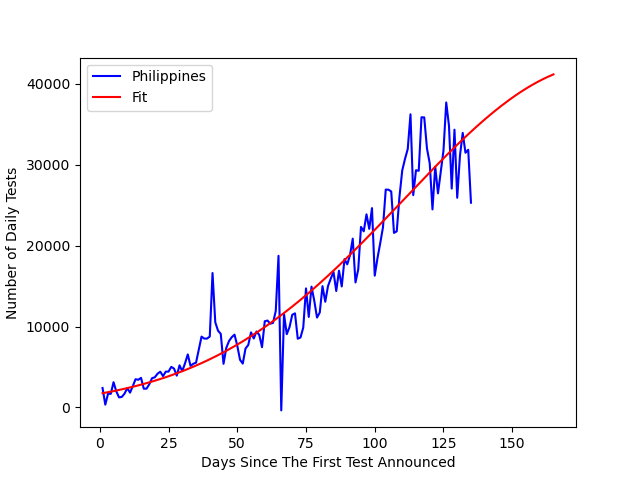 Philippines
Fit
40000
30000
20000
10000
0
Number of Daily Tests
0 25 50 75 100 125 150
Days Since The First Test Announced